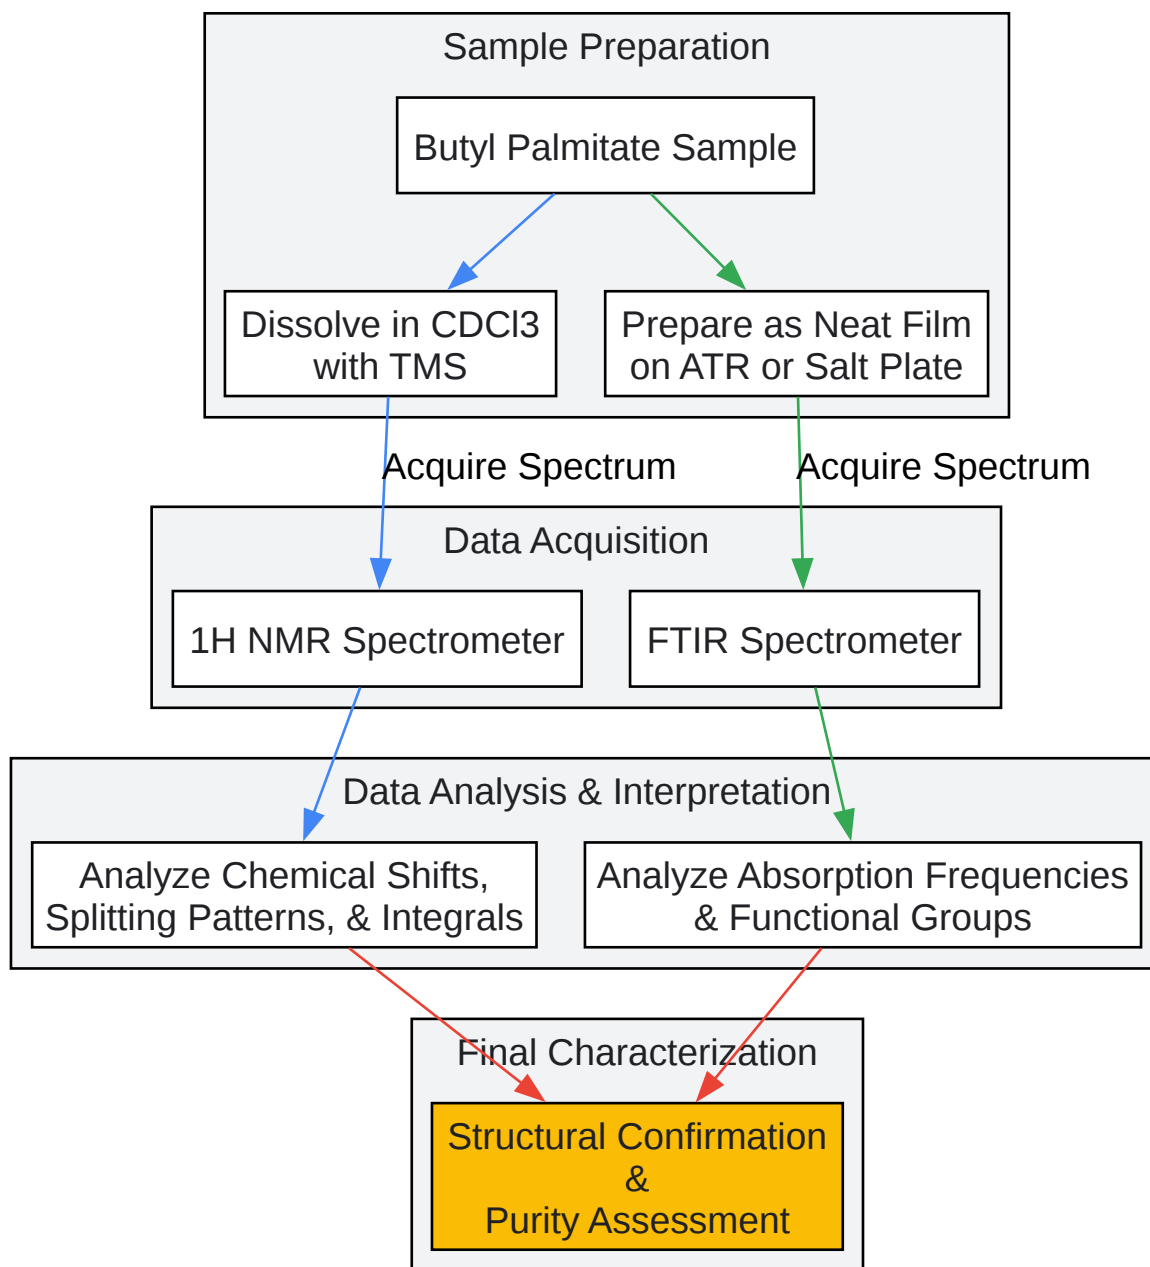 Sample Preparation
Butyl Palmitate Sample
Dissolve in CDCl3
with TMS
Prepare as Neat Film
on ATR or Salt Plate
Acquire Spectrum
Acquire Spectrum
Data Acquisition
1H NMR Spectrometer
FTIR Spectrometer
Data Analysis & Interpretation
Analyze Chemical Shifts,
Splitting Patterns, & Integrals
Analyze Absorption Frequencies
& Functional Groups
Final Characterization
Structural Confirmation
&
Purity Assessment